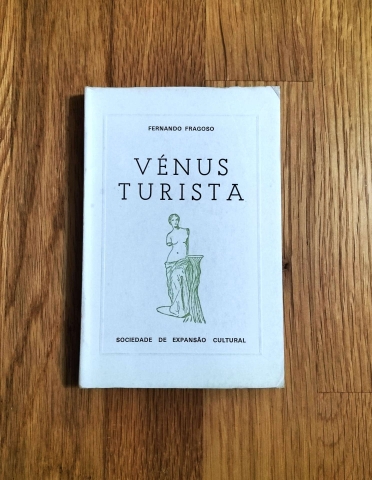 FERNANDO FRAGOSO
VÉNUS
TURISTA
SOCIEDADE DE EXPANSÃO CULTURAL